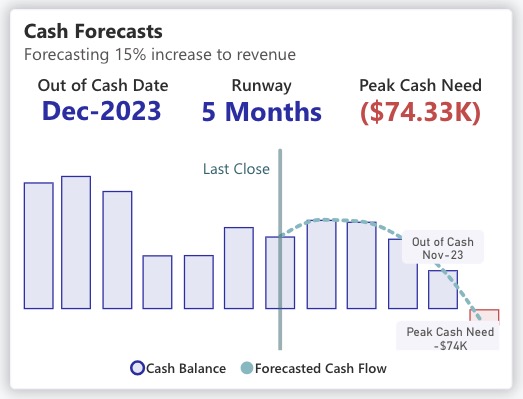 Cash Forecasts
Forecasting 15% increase to revenue
Out of Cash Date
Dec-2023
Runway
5 Months
Peak Cash Need
($74.33K)
Last Close
Out of Cash
Nov-23
Peak Cash Need
-$74K
Cash Balance
Forecasted Cash Flow